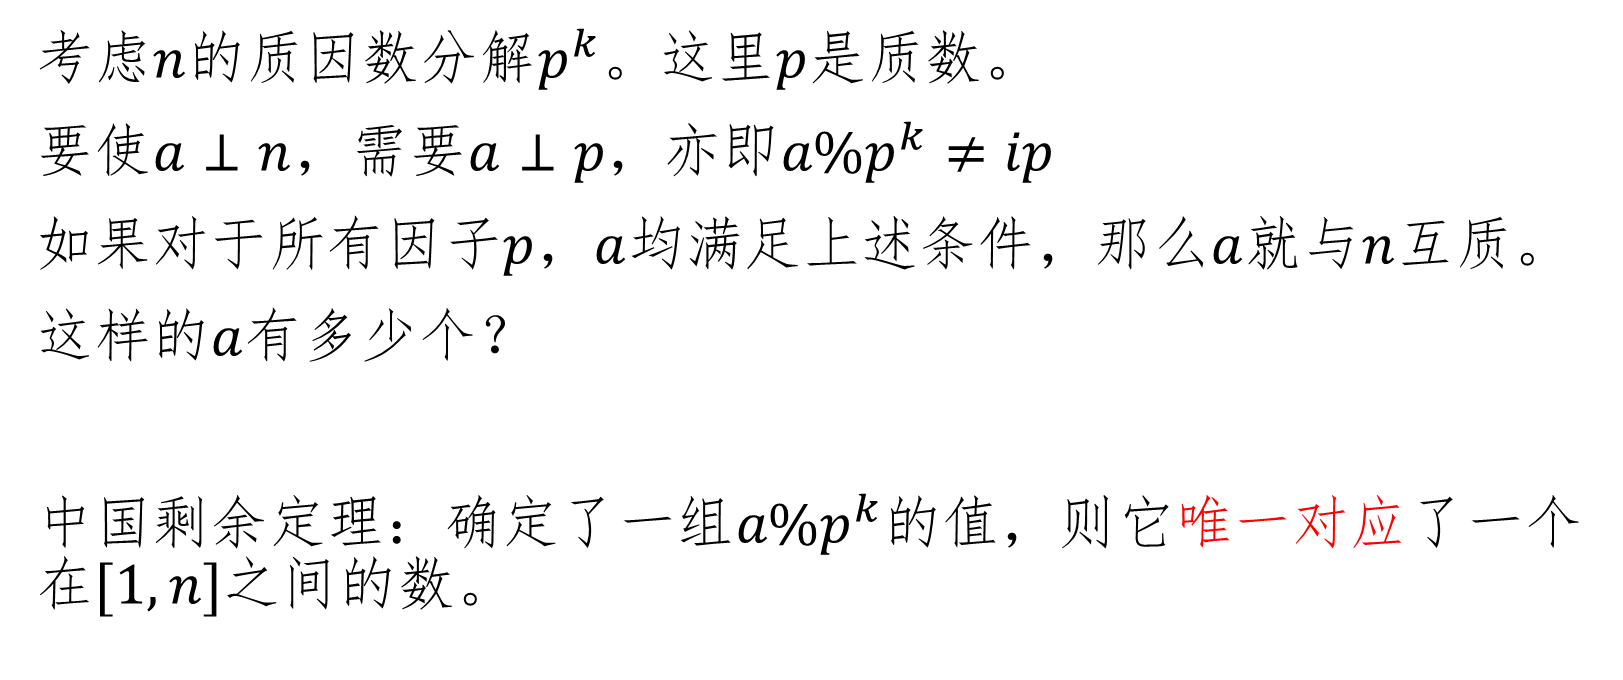 考虑n的质因数分解p^k。这里p是质数。
要使a ⊥ n，需要a ⊥ p，亦即a%p^k ≠ ip
如果对于所有因子p，a均满足上述条件，那么a就与n互质。
这样的a有多少个？
中国剩余定理：确定了一组a%p^k的值，则它唯一对应了一个
在[1, n]之间的数。